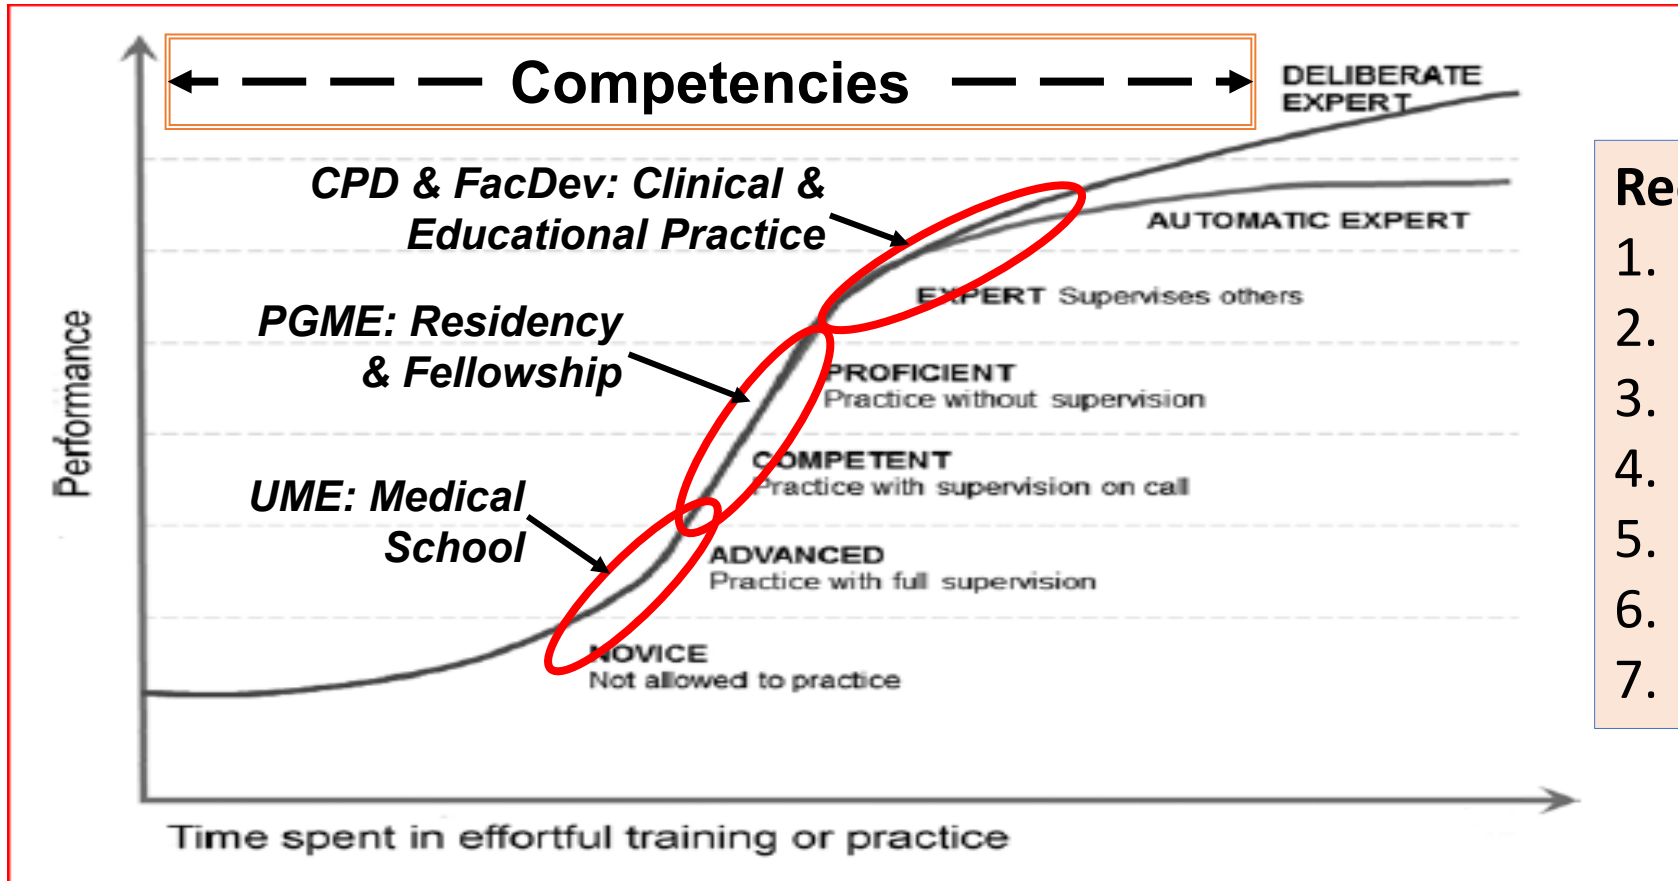 Competencies
DELIBERATE
EXPERT
CPD & FacDev: Clinical &
Educational Practice
AUTOMATIC EXPERT
EXPERT Supervises others
PGME: Residency
& Fellowship
PROFICIENT
Practice without supervision
COMPETENT
Practice with supervision on call
UME: Medical
School
ADVANCED
Practice with full supervision
NOVICE
Not allowed to practice
Performance
Time spent in effortful training or practice
1.
2.
3.
4.
5.
6.
7.